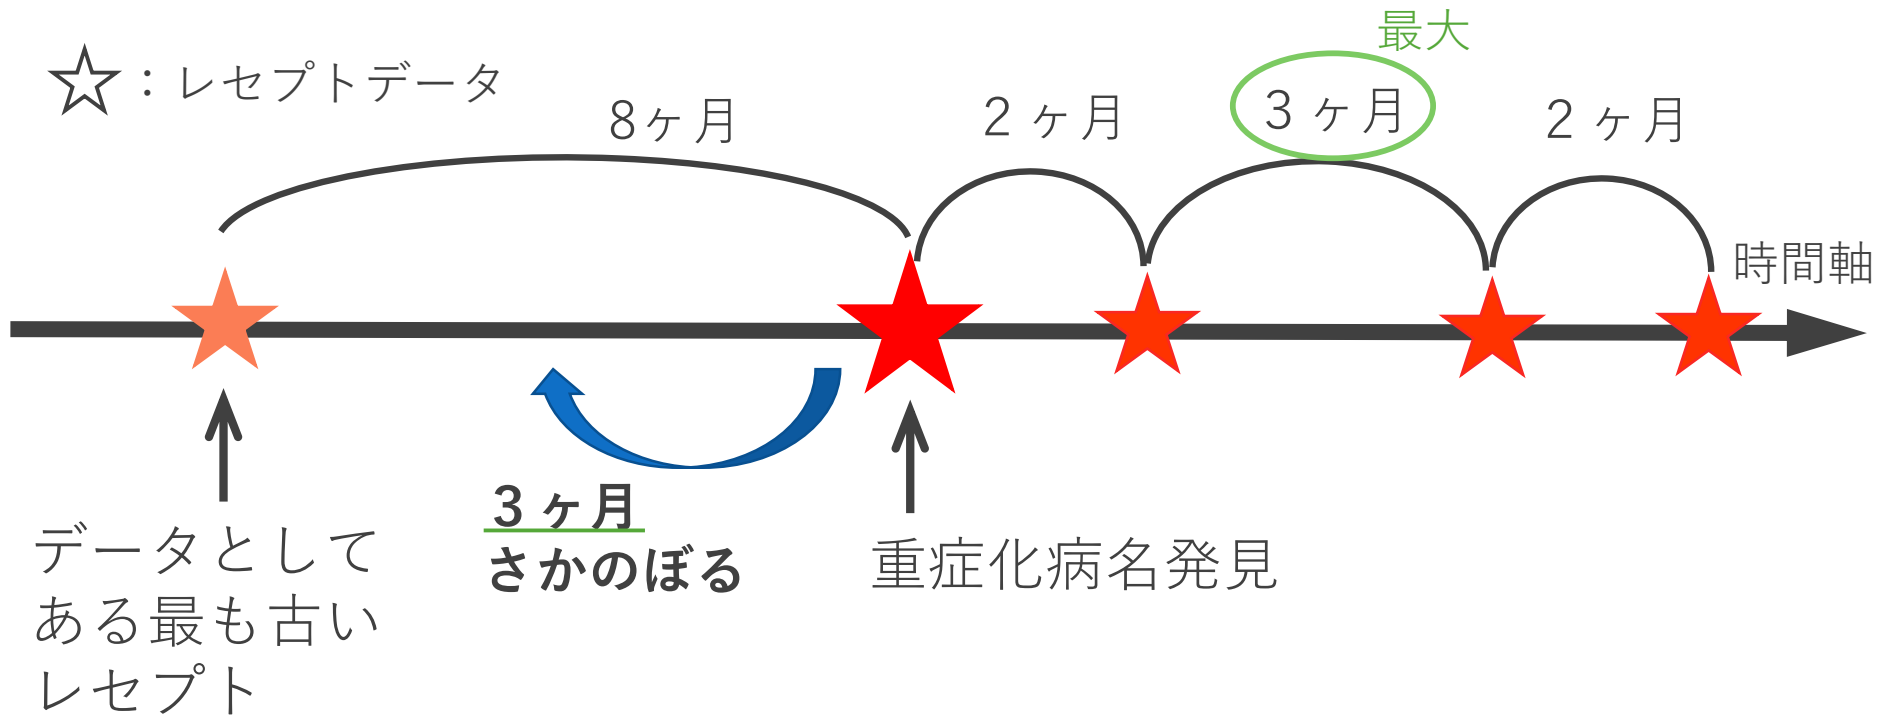 最大
☆：レセプトデータ
8ヶ月
2ヶ月
3ヶ月
2ヶ月
時間軸
3ヶ月
さかのぼる
データとして
ある最も古い
レセプト
重症化病名発見